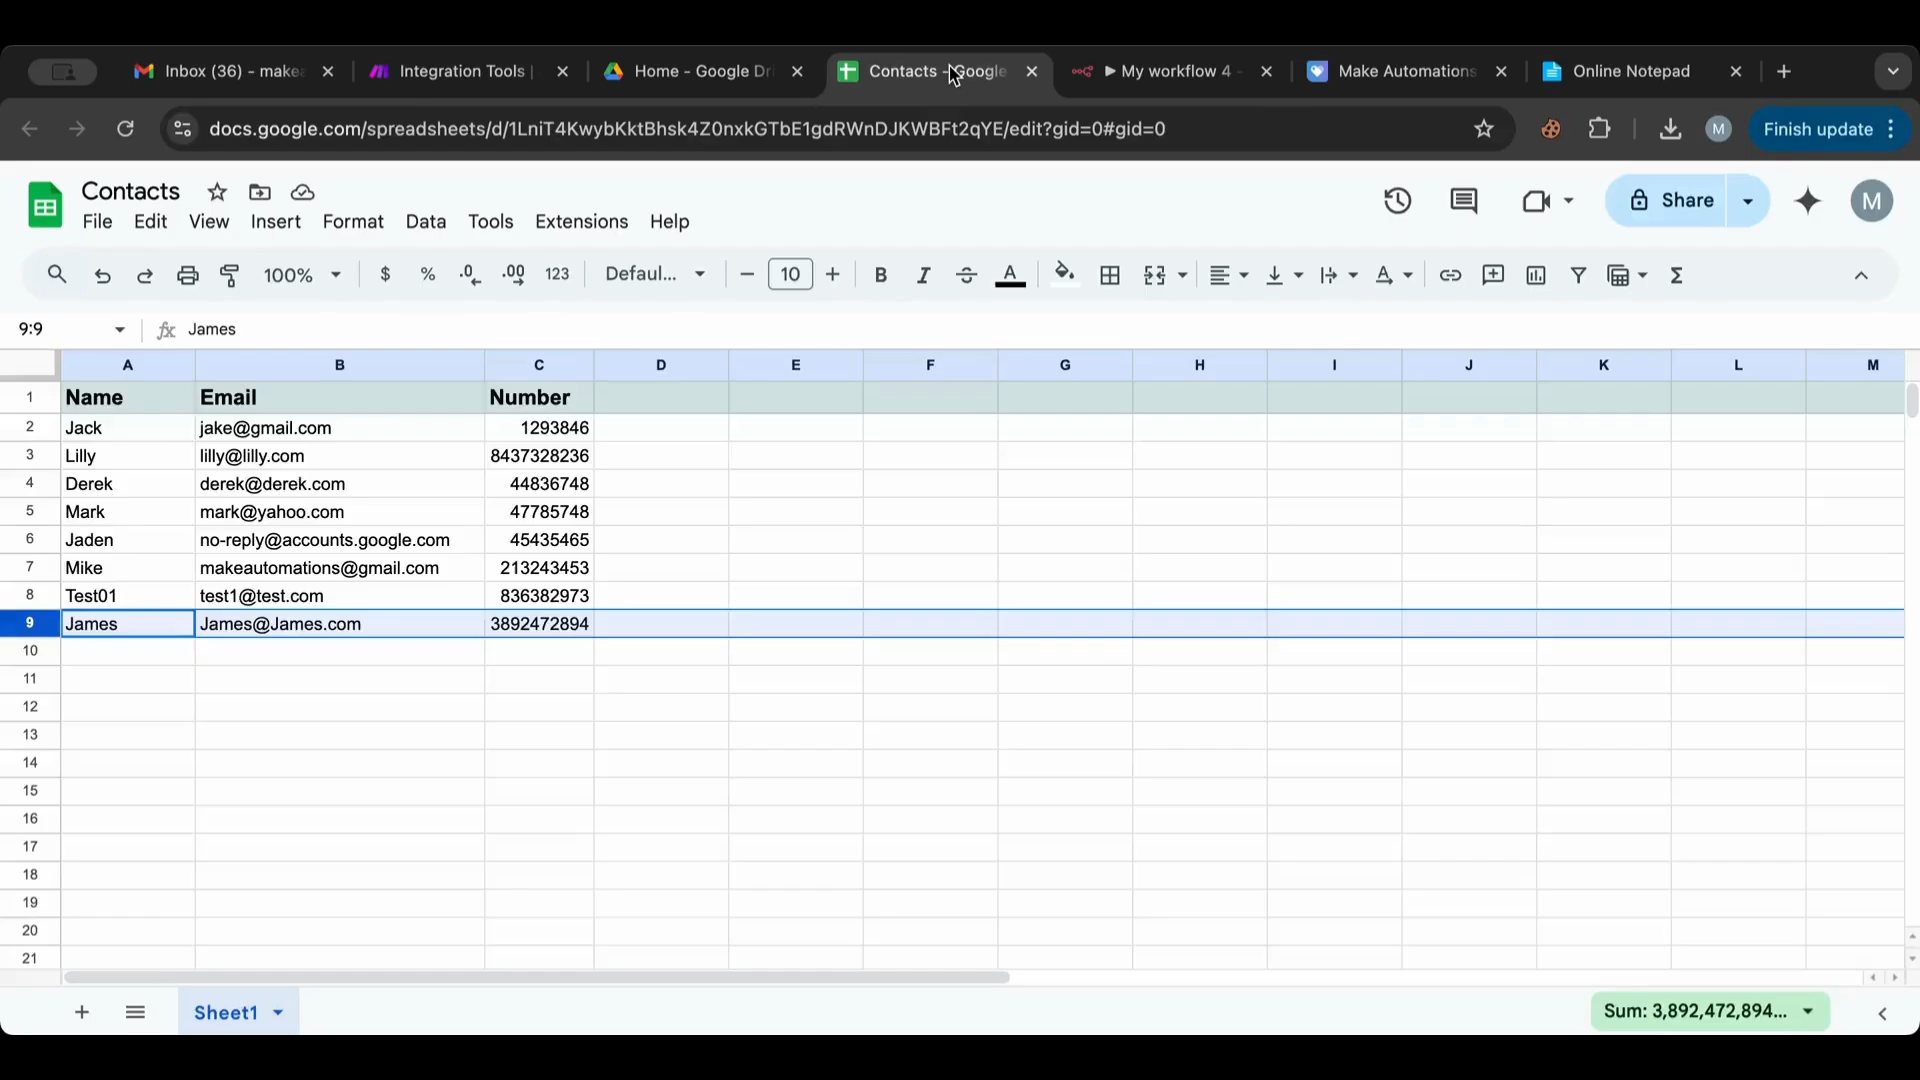 Inbox (36) - make
Integration Tools
Home - Google Dri
Contacts - Google
My workflow 4 -
Make Automations
Online Notepad
docs.google.com/spreadsheets/d/1LniT4KwybKktBhsk4Z0nxkGTbE1gdRWnDJKWBFt2qYE/edit?gid=0#gid=0
M
Finish update
Contacts
File Edit View Insert Format Data Tools Extensions Help
Share
M
100% $ % .0 .00 123 Defaul... 10 B I A Σ
9:9 fx James
A B C D E F G H I J K L M
1 Name Email Number
2 Jack jake@gmail.com 1293846
3 Lilly lilly@lilly.com 8437328236
4 Derek derek@derek.com 44836748
5 Mark mark@yahoo.com 47785748
6 Jaden no-reply@accounts.google.com 45435465
7 Mike makeautomations@gmail.com 213243453
8 Test01 test1@test.com 836382973
9 James James@James.com 3892472894
10
11
12
13
14
15
16
17
18
19
20
21
Sheet1
Sum: 3,892,472,894...